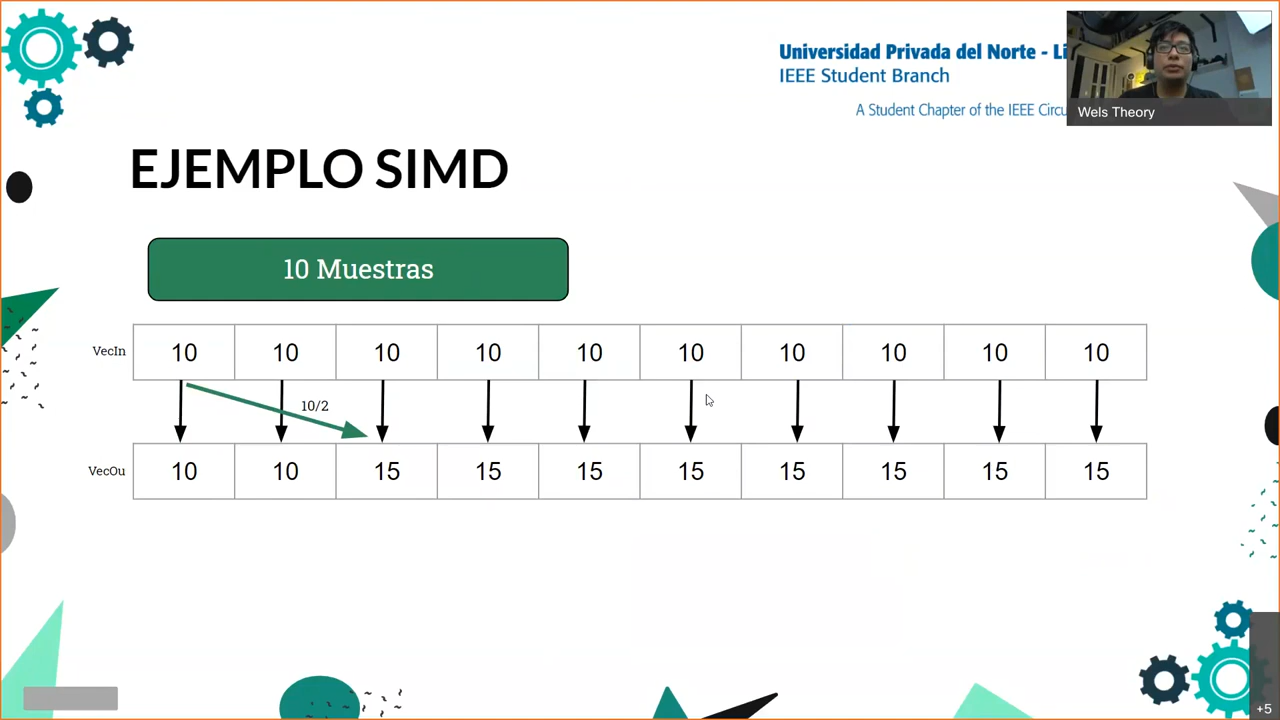 Universidad Privada del Norte - Li
IEEE Student Branch
A Student Chapter of the IEEE Circu
Wels Theory
EJEMPLO SIMD
10 Muestras
VecIn 10 10 10 10 10 10 10 10 10 10
10/2
VecOu 10 10 15 15 15 15 15 15 15 15
+5